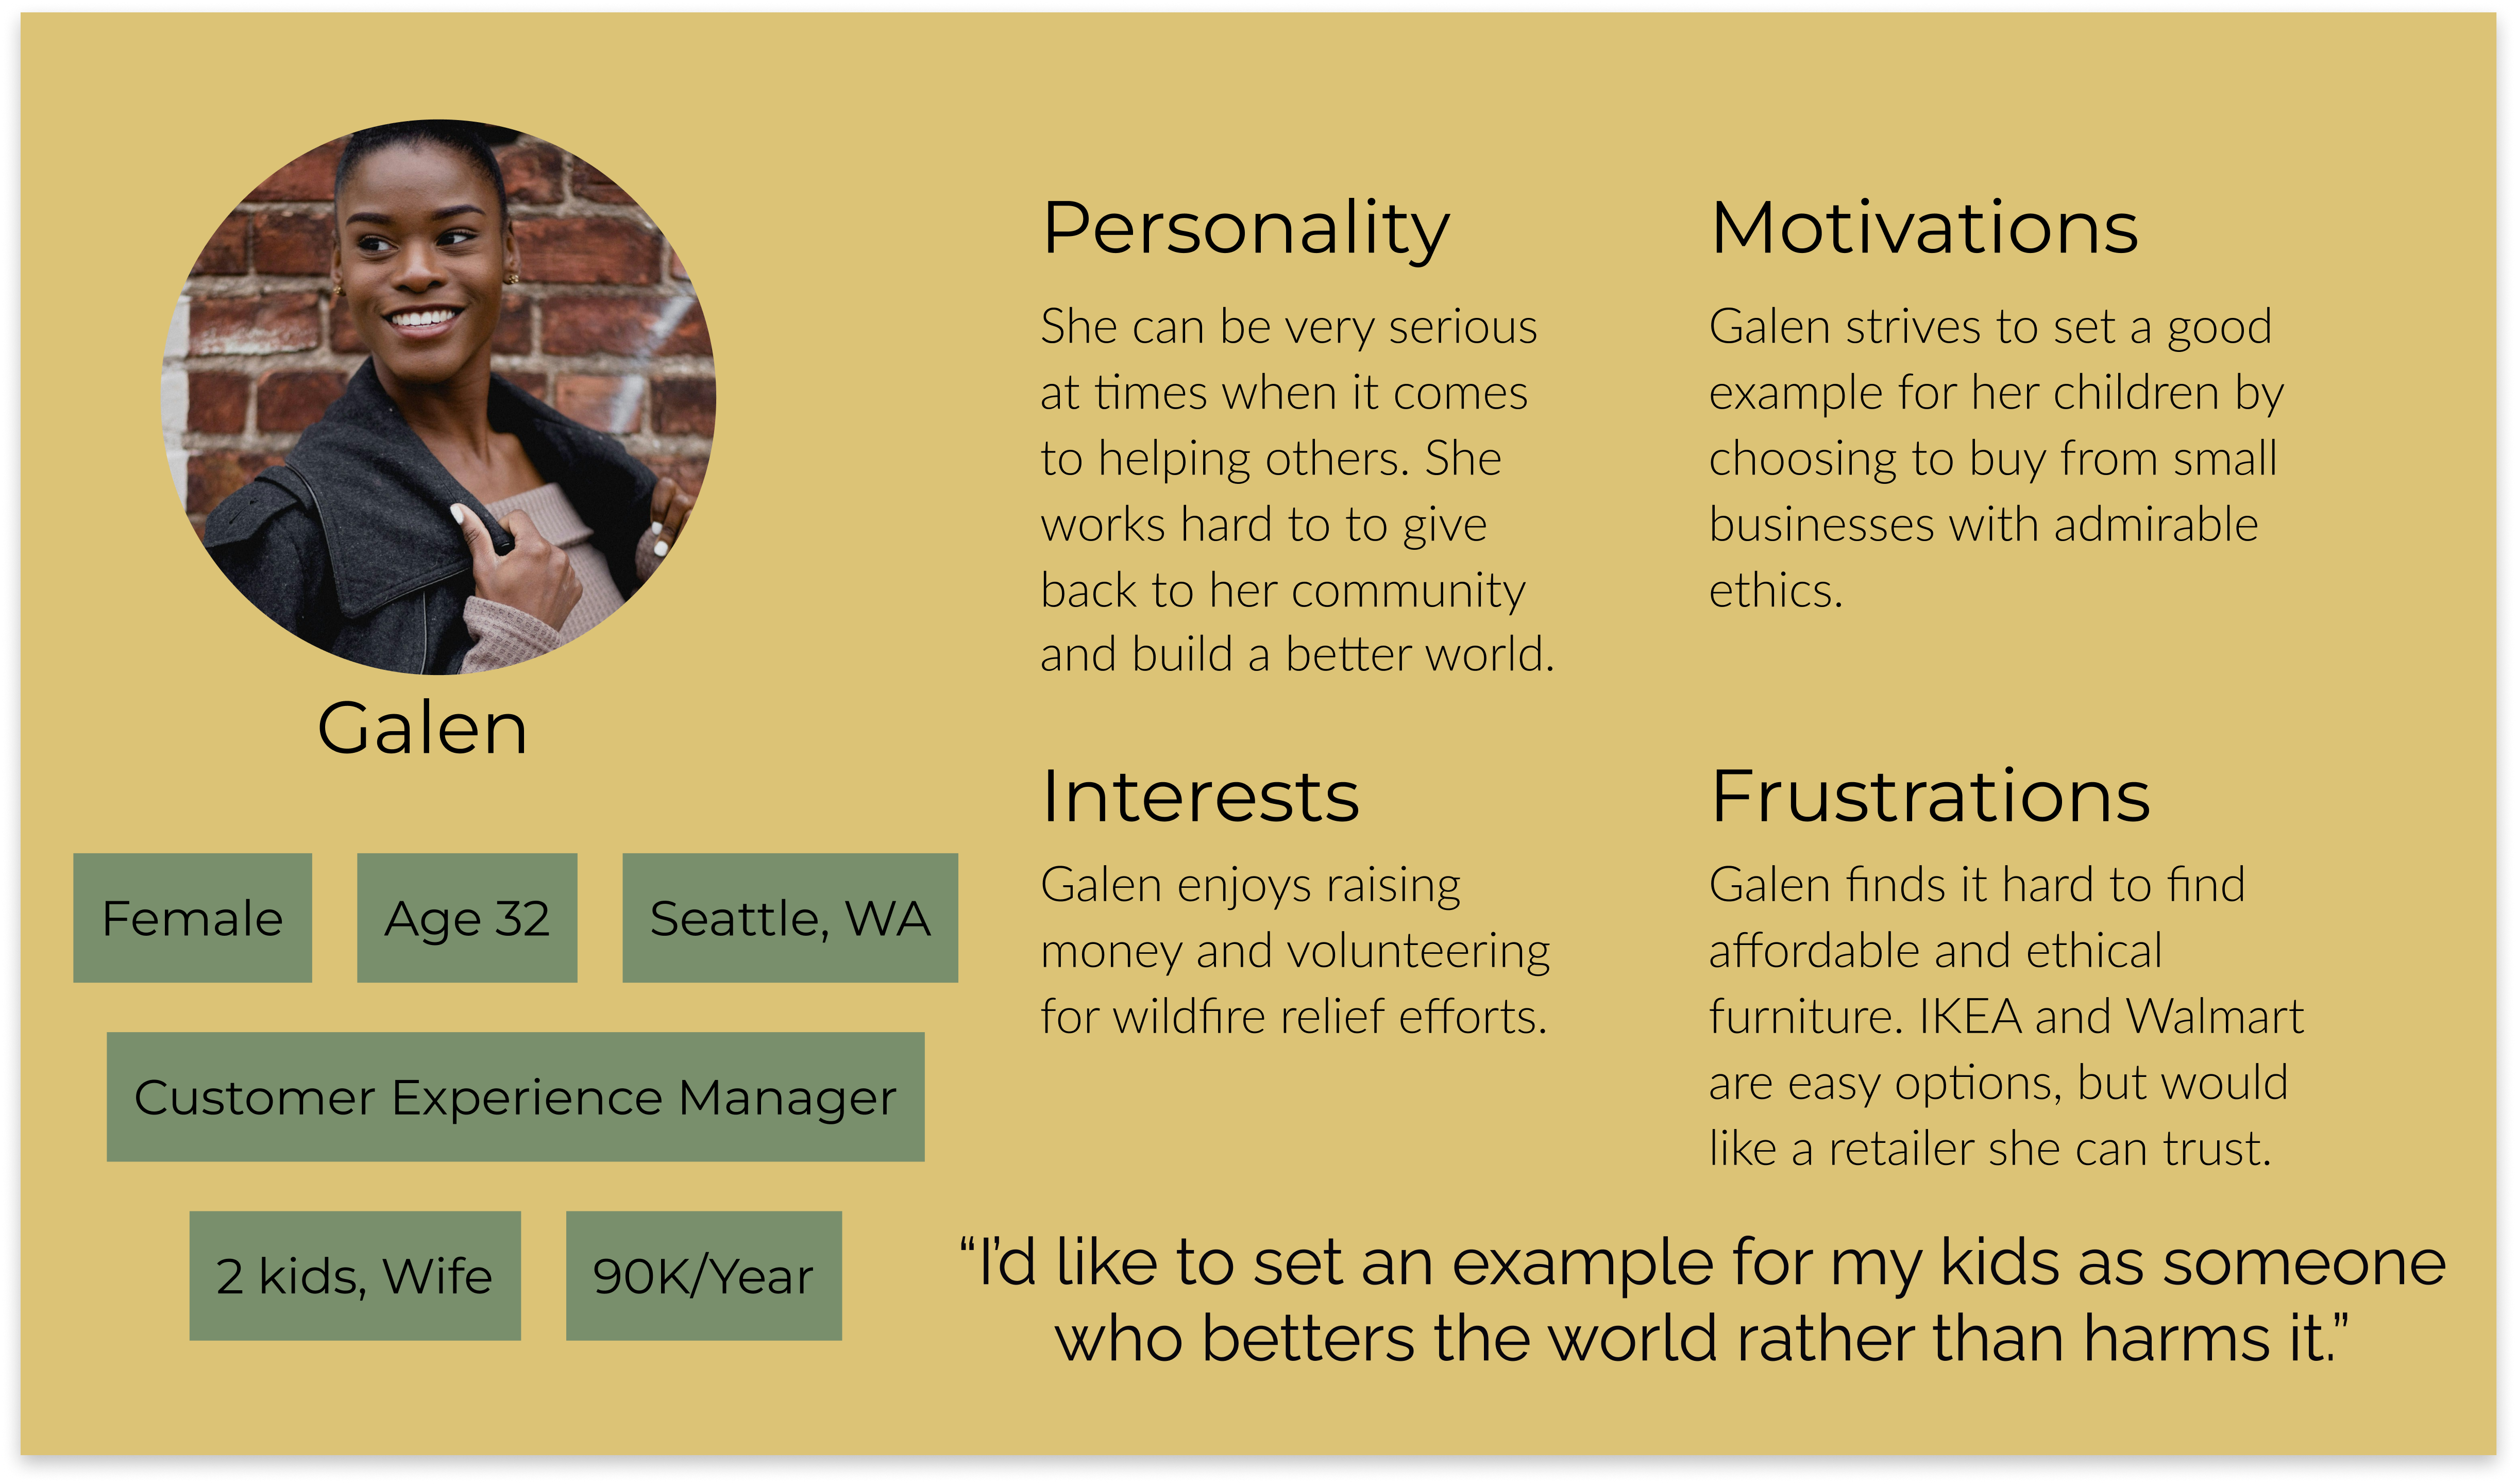 Galen
Female
Age 32
Seattle, WA
Customer Experience Manager
2 kids, Wife
90K/Year
Personality
She can be very serious
at times when it comes
to helping others. She
works hard to to give
back to her community
and build a better world.
Motivations
Galen strives to set a good
example for her children by
choosing to buy from small
businesses with admirable
ethics.
Interests
Galen enjoys raising
money and volunteering
for wildfire relief efforts.
Frustrations
Galen finds it hard to find
affordable and ethical
furniture. IKEA and Walmart
are easy options, but would
like a retailer she can trust.
“I’d like to set an example for my kids as someone
who betters the world rather than harms it.”